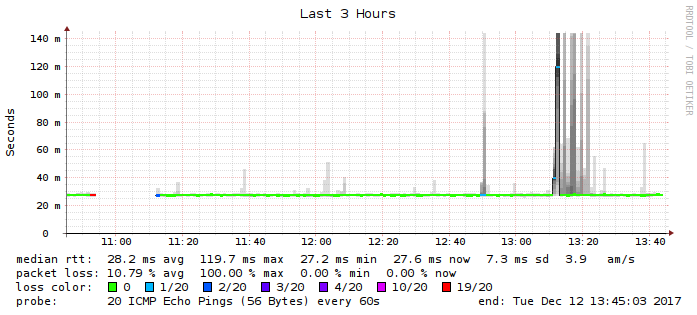 Last 3 Hours
RRDTOOL / TOBI OETIKER
Seconds
140 m
120 m
100 m
80 m
60 m
40 m
20 m
0
11:00 11:20 11:40 12:00 12:20 12:40 13:00 13:20 13:40
median rtt: 28.2 ms avg 119.7 ms max 27.2 ms min 27.6 ms now 7.3 ms sd 3.9 am/s
packet loss: 10.79 % avg 100.00 % max 0.00 % min 0.00 % now
loss color: 0 1/20 2/20 3/20 4/20 10/20 19/20
probe: 20 ICMP Echo Pings (56 Bytes) every 60s end: Tue Dec 12 13:45:03 2017